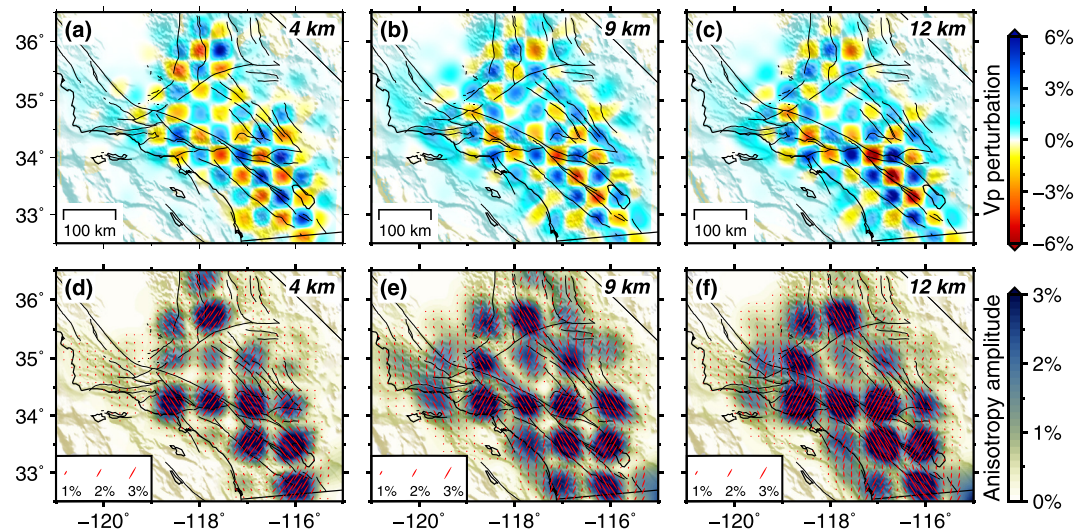 (a) 4 km (b) 9 km (c) 12 km
36° 35° 34° 33°
100 km 100 km 100 km
6% 3% 0% −3% −6%
Vp perturbation
(d) 4 km (e) 9 km (f) 12 km
36° 35° 34° 33°
1% 2% 3% 1% 2% 3% 1% 2% 3%
3% 2% 1% 0%
Anisotropy amplitude
−120° −118° −116° −120° −118° −116° −120° −118° −116°